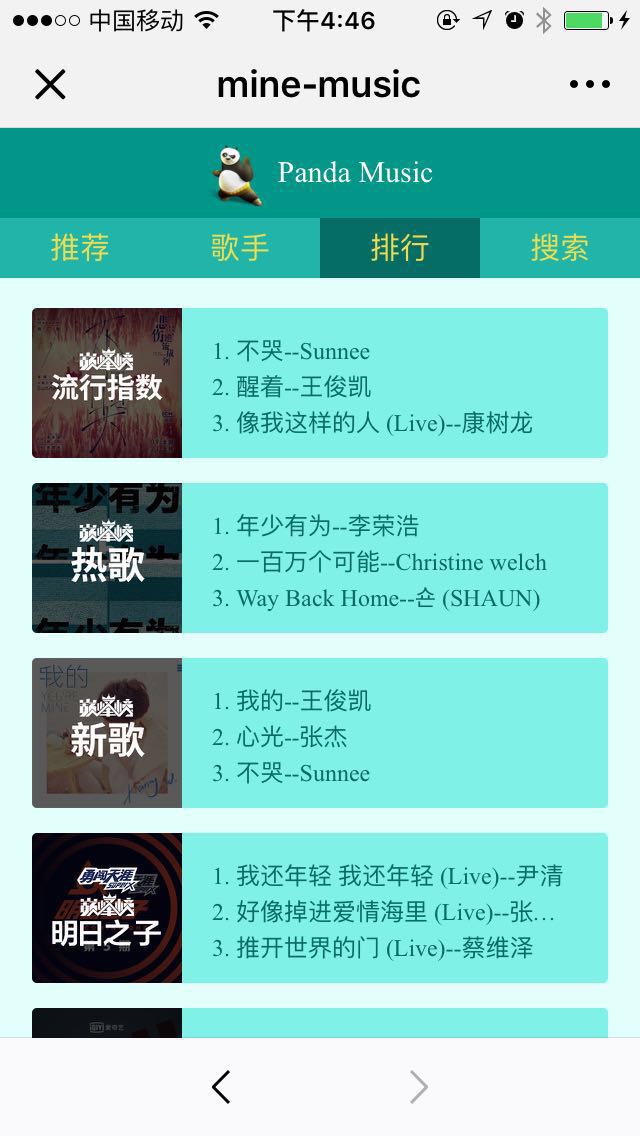 中国移动
下午4:46
mine-music
Panda Music
推荐
歌手
排行
搜索
巅峰榜
流行指数
1. 不哭--Sunnee
2. 醒着--王俊凯
3. 像我这样的人 (Live)--康树龙
年少有为
巅峰榜
热歌
1. 年少有为--李荣浩
2. 一百万个可能--Christine welch
3. Way Back Home--숀 (SHAUN)
我的
YOU'RE
MINE
巅峰榜
新歌
1. 我的--王俊凯
2. 心光--张杰
3. 不哭--Sunnee
勇闯天涯
SUPERX
巅峰榜
明日之子
1. 我还年轻 我还年轻 (Live)--尹清
2. 好像掉进爱情海里 (Live)--张…
3. 推开世界的门 (Live)--蔡维泽
爱奇艺